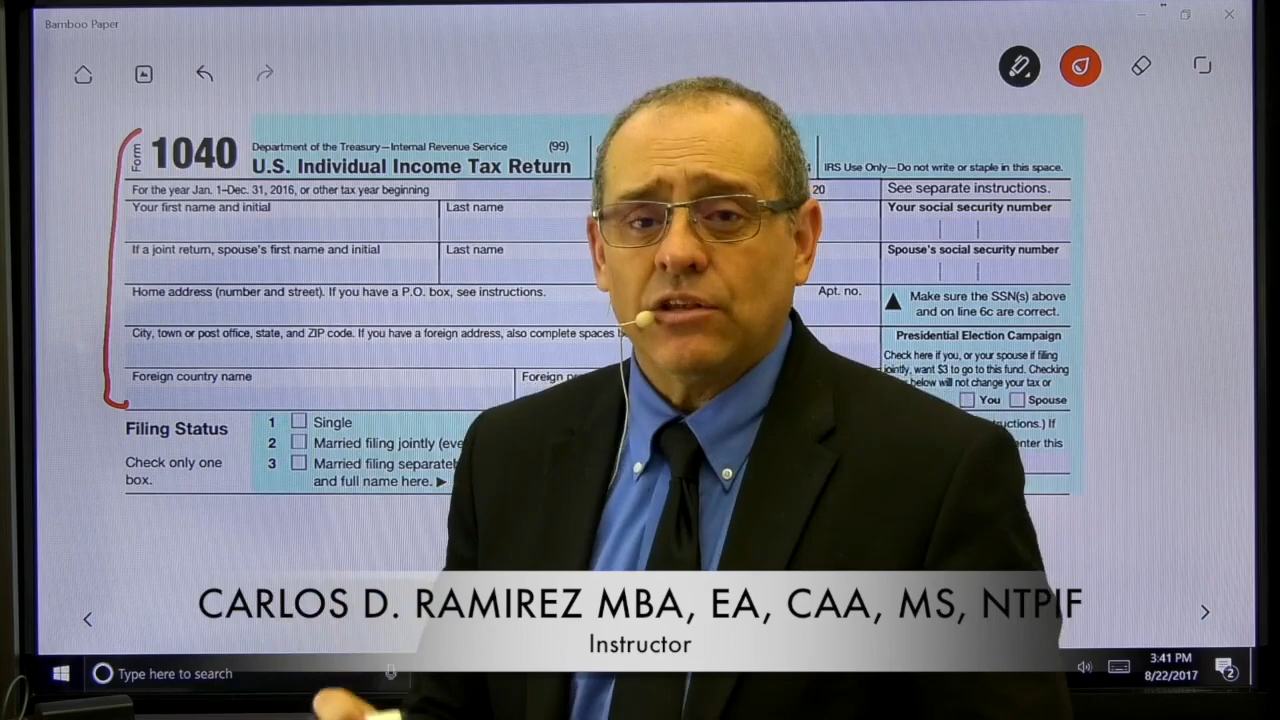 Bamboo Paper
Form 1040
Department of the Treasury—Internal Revenue Service (99)
U.S. Individual Income Tax Return
IRS Use Only—Do not write or staple in this space.
For the year Jan. 1–Dec. 31, 2016, or other tax year beginning
20
See separate instructions.
Your first name and initial
Last name
Your social security number
If a joint return, spouse's first name and initial
Last name
Spouse's social security number
Home address (number and street). If you have a P.O. box, see instructions.
Apt. no.
Make sure the SSN(s) above
and on line 6c are correct.
City, town or post office, state, and ZIP code. If you have a foreign address, also complete spaces
Presidential Election Campaign
Check here if you, or your spouse if filing
jointly, want $3 to go to this fund. Checking
below will not change your tax or
You Spouse
Foreign country name
Foreign
Filing Status
Check only one
box.
1 Single
2 Married filing jointly
3 Married filing
and full name here. ▶
If
enter this
CARLOS D. RAMIREZ MBA, EA, CAA, MS, NTPIF
Instructor
Type here to search
3:41 PM
8/22/2017
2